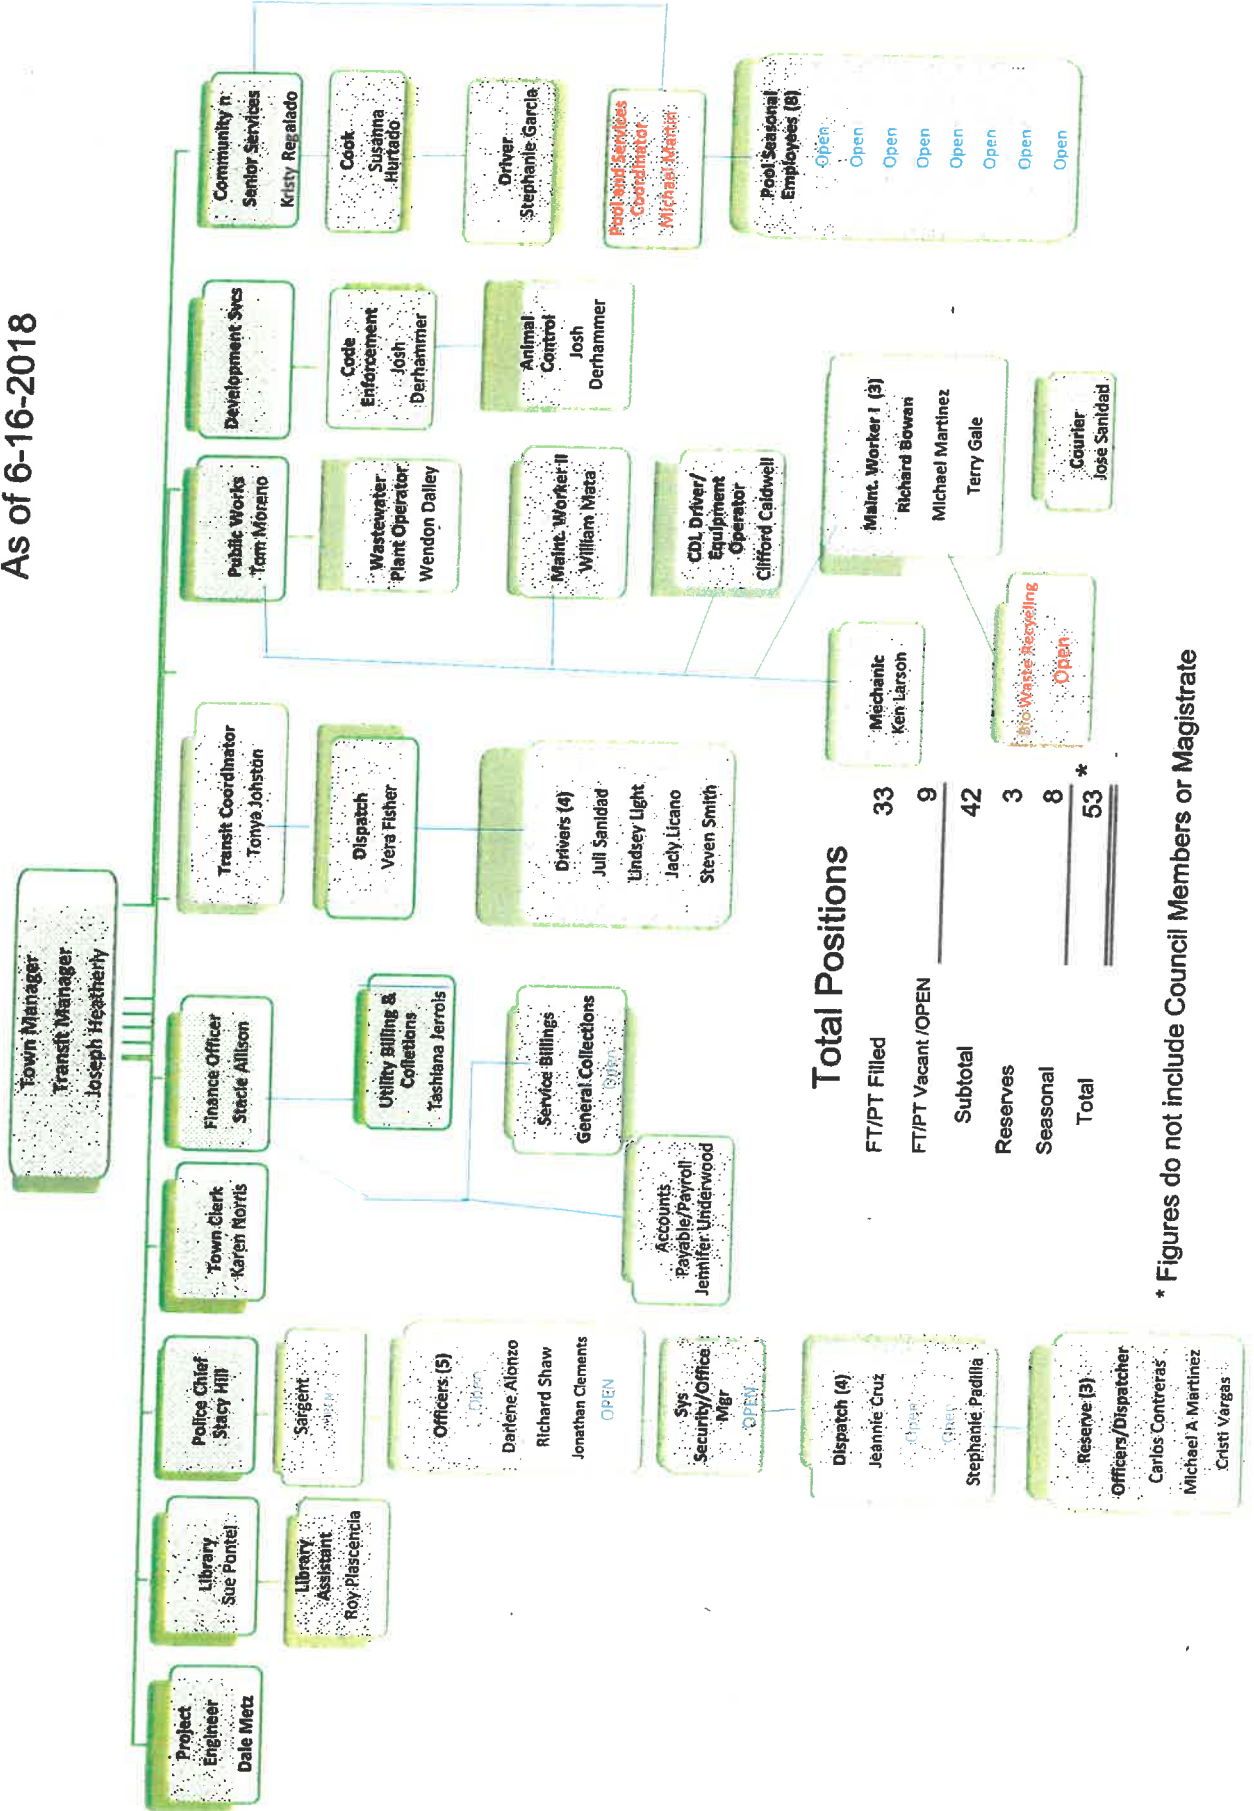 As of 6-16-2018
Town Manager
Transit Manager
Joseph Heatherly
Project
Engineer
Dale Metz
Library
Sue Pontel
Library
Assistant
Roy Plascencia
Police Chief
Stacy Hill
Sargent
Officers (5)
Open
Darlene Alonzo
Richard Shaw
Jonathan Clements
OPEN
Sys
Security/Office
Mgr
OPEN
Dispatch (4)
Jeannie Cruz
Open
Open
Stephanie Padilla
Reserve (3)
Officers/Dispatcher
Carlos Contreras
Michael A Martinez
Cristi Vargas
Town Clerk
Karen Norris
Finance Officer
Stacie Allison
Utility Billing &
Colletions
Tashiana Jerrols
Service Billings
General Collections
Open
Accounts
Payable/Payroll
Jennifer Underwood
Transit Coordinator
Tonya Johston
Dispatch
Vera Fisher
Drivers (4)
Juli Sanidad
Lindsey Light
Jacly Licano
Steven Smith
Public Works
Tom Moreno
Wastewater
Plant Operator
Wendon Dalley
Maint. Worker II
William Mata
CDL Driver/
Equipment
Operator
Clifford Caldwell
Mechanic
Ken Larson
Maint. Worker I (3)
Richard Bowan
Michael Martinez
Terry Gale
Bio Waste Recycling
Open
Courier
Jose Sanidad
Development Svcs
Code
Enforcement
Josh
Derhammer
Animal
Control
Josh
Derhammer
Community n
Senior Services
Kristy Regalado
Cook
Susanna
Hurtado
Driver
Stephanie Garcia
Pool and Services
Coordinator
Michael Martin
Pool Seasonal
Employees (8)
Open
Open
Open
Open
Open
Open
Open
Open
Total Positions
FT/PT Filled 33
FT/PT Vacant /OPEN 9
Subtotal 42
Reserves 3
Seasonal 8
Total 53 *
* Figures do not include Council Members or Magistrate